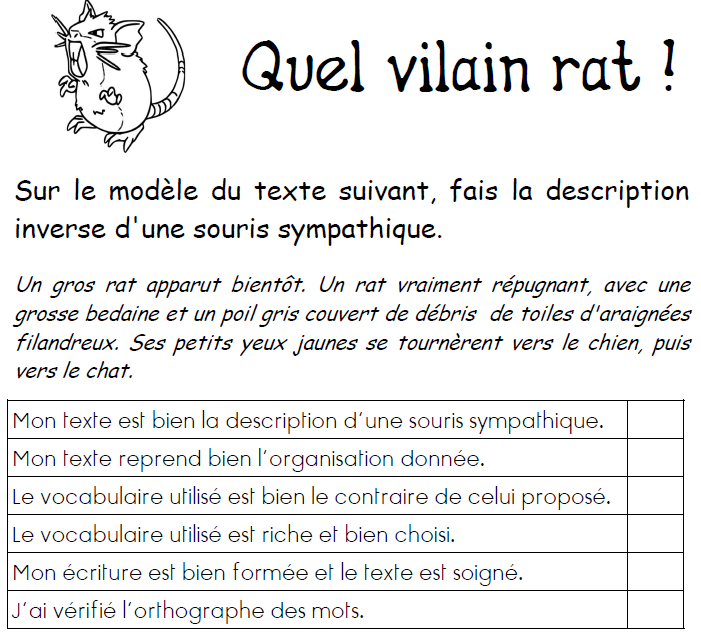 Quel vilain rat !
Sur le modèle du texte suivant, fais la description
inverse d'une souris sympathique.
Un gros rat apparut bientôt. Un rat vraiment répugnant, avec une
grosse bedaine et un poil gris couvert de débris de toiles d'araignées
filandreux. Ses petits yeux jaunes se tournèrent vers le chien, puis
vers le chat.
Mon texte est bien la description d'une souris sympathique.
Mon texte reprend bien l'organisation donnée.
Le vocabulaire utilisé est bien le contraire de celui proposé.
Le vocabulaire utilisé est riche et bien choisi.
Mon écriture est bien formée et le texte est soigné.
J'ai vérifié l'orthographe des mots.